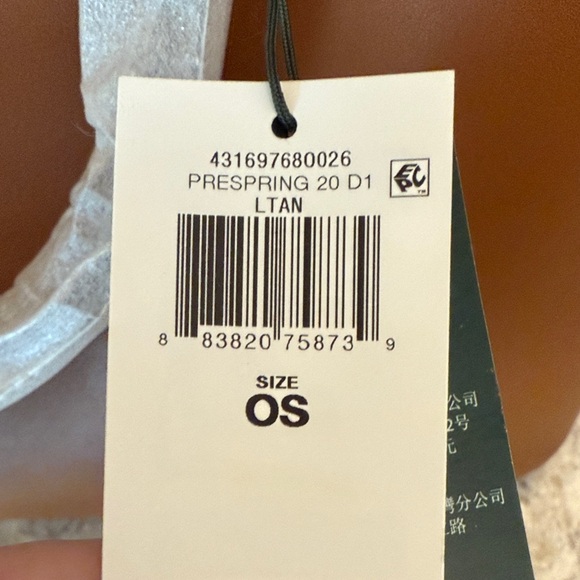 431697680026
PRESPRING 20 D1
EPC™
LTAN
8 83820 75873 9
SIZE
OS
公司
2号
元
分公司
路